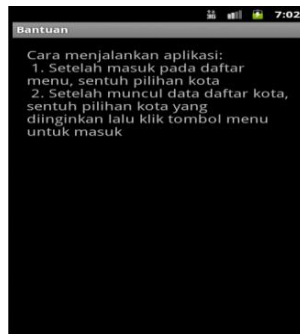 7:02
Bantuan
Cara menjalankan aplikasi:
1. Setelah masuk pada daftar
menu, sentuh pilihan kota
2. Setelah muncul data daftar kota,
sentuh pilihan kota yang
diinginkan lalu klik tombol menu
untuk masuk